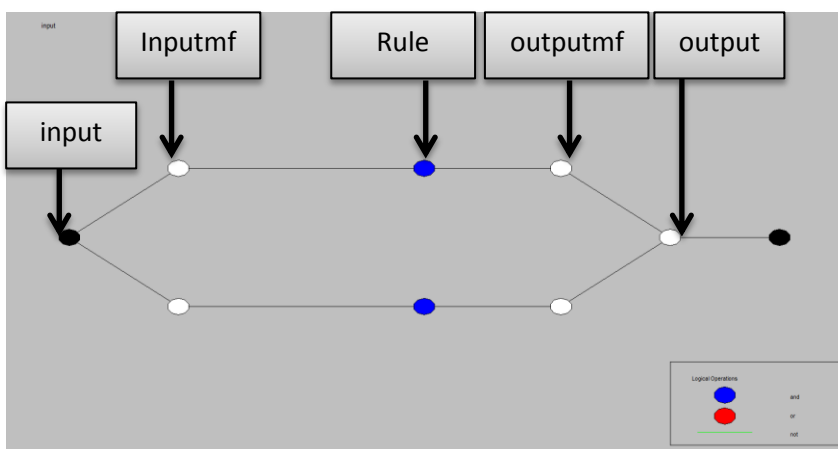 input
Inputmf
Rule
outputmf
output
input
Logical Operations
and
or
not